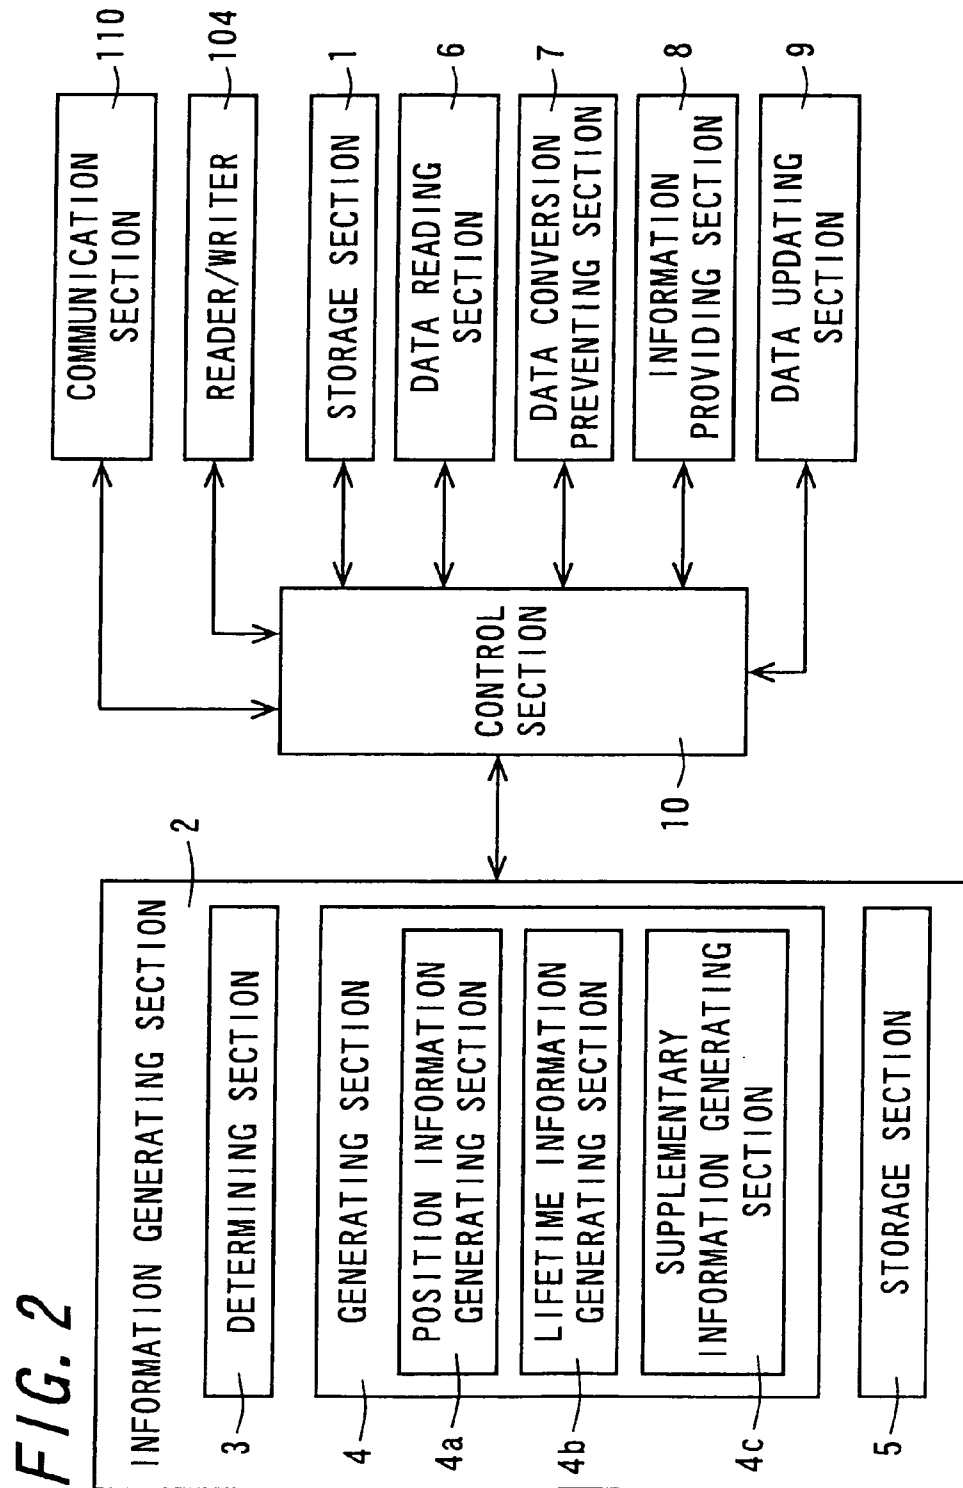 FIG. 2
INFORMATION GENERATING SECTION
2
DETERMINING SECTION
3
GENERATING SECTION
4
POSITION INFORMATION
GENERATING SECTION
4a
LIFETIME INFORMATION
GENERATING SECTION
4b
SUPPLEMENTARY
INFORMATION GENERATING
SECTION
4c
STORAGE SECTION
5
CONTROL
SECTION
10
COMMUNICATION
SECTION
110
READER/WRITER
104
STORAGE SECTION
1
DATA READING
SECTION
6
DATA CONVERSION
PREVENTING SECTION
7
INFORMATION
PROVIDING SECTION
8
DATA UPDATING
SECTION
9